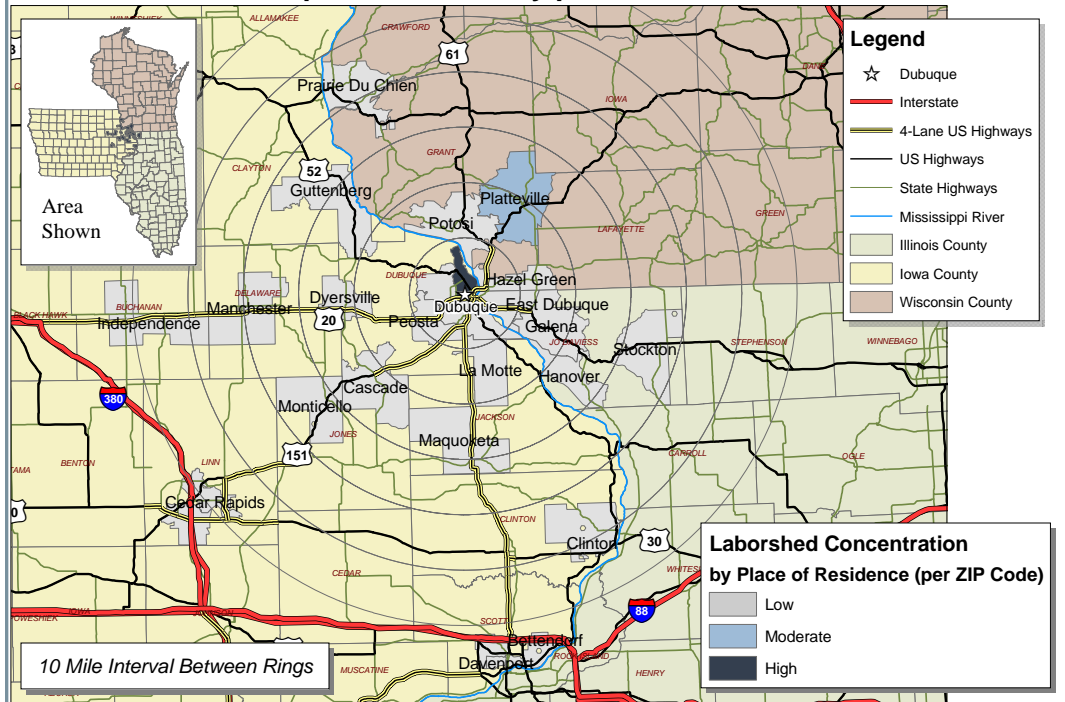 WINNESHIEK
ALLAMAKEE
CRAWFORD
61
DANE
Prairie Du Chien
IOWA
GRANT
CLAYTON
52
Guttenberg
Platteville
Potosi
GREEN
LAFAYETTE
DUBUQUE
Hazel Green
BUCHANAN
DELAWARE
Dyersville
Dubuque
East Dubuque
BLACK HAWK
Independence
Manchester
20
Peosta
Galena
JO DAVIESS
Stockton
STEPHENSON
WINNEBAGO
La Motte
Hanover
Cascade
380
Monticello
JACKSON
JONES
Maquoketa
151
BENTON
LINN
CARROLL
OGLE
TAMA
Cedar Rapids
CLINTON
Clinton
30
CEDAR
IOWA
JOHNSON
88
SCOTT
Bettendorf
Davenport
MUSCATINE
HENRY
Area
Shown
Legend
Dubuque
Interstate
4-Lane US Highways
US Highways
State Highways
Mississippi River
Illinois County
Iowa County
Wisconsin County
Laborshed Concentration
by Place of Residence (per ZIP Code)
Low
Moderate
High
10 Mile Interval Between Rings